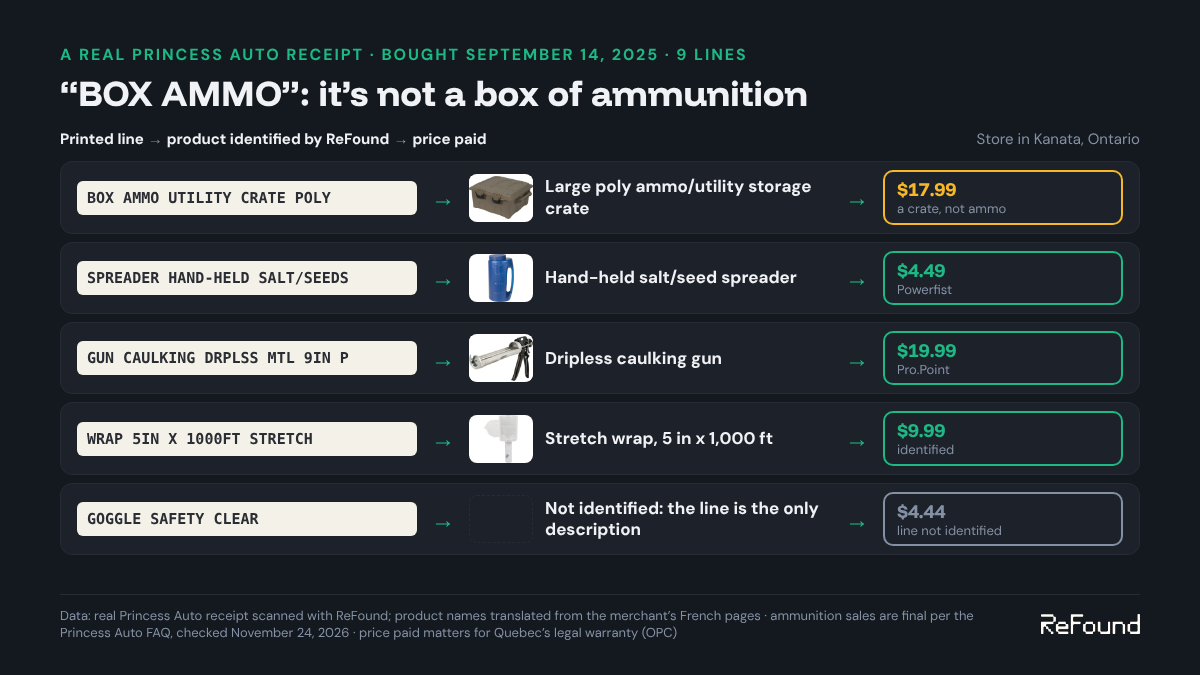 A REAL PRINCESS AUTO RECEIPT · BOUGHT SEPTEMBER 14, 2025 · 9 LINES
“BOX AMMO”: it’s not a box of ammunition
Printed line → product identified by ReFound → price paid
Store in Kanata, Ontario
BOX AMMO UTILITY CRATE POLY
→
Large poly ammo/utility storage
crate
→
$17.99
a crate, not ammo
SPREADER HAND-HELD SALT/SEEDS
→
Hand-held salt/seed spreader
→
$4.49
Powerfist
GUN CAULKING DRPLSS MTL 9IN P
→
Dripless caulking gun
→
$19.99
Pro.Point
WRAP 5IN X 1000FT STRETCH
→
Stretch wrap, 5 in x 1,000 ft
→
$9.99
identified
GOGGLE SAFETY CLEAR
→
Not identified: the line is the only
description
→
$4.44
line not identified
Data: real Princess Auto receipt scanned with ReFound; product names translated from the merchant’s French pages · ammunition sales are final per the
Princess Auto FAQ, checked November 24, 2026 · price paid matters for Quebec’s legal warranty (OPC)
ReFound